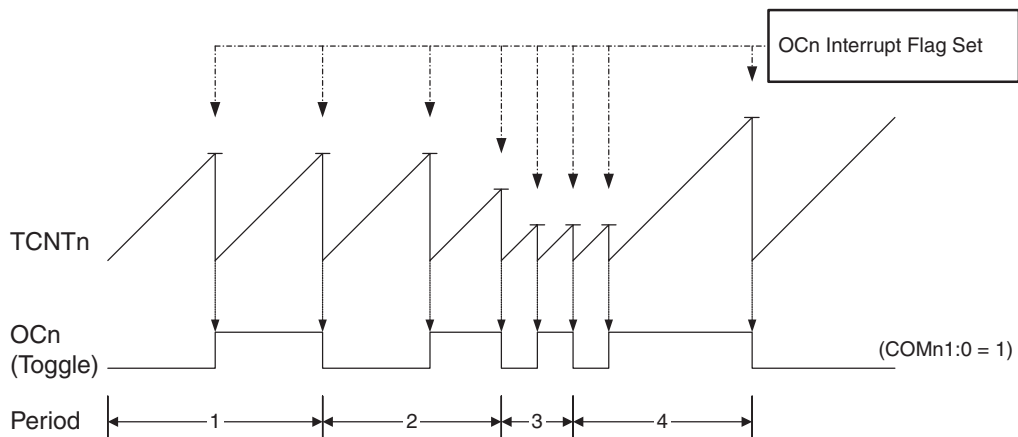 OCn Interrupt Flag Set
TCNTn
OCn
(Toggle)
(COMn1:0 = 1)
Period
1
2
3
4